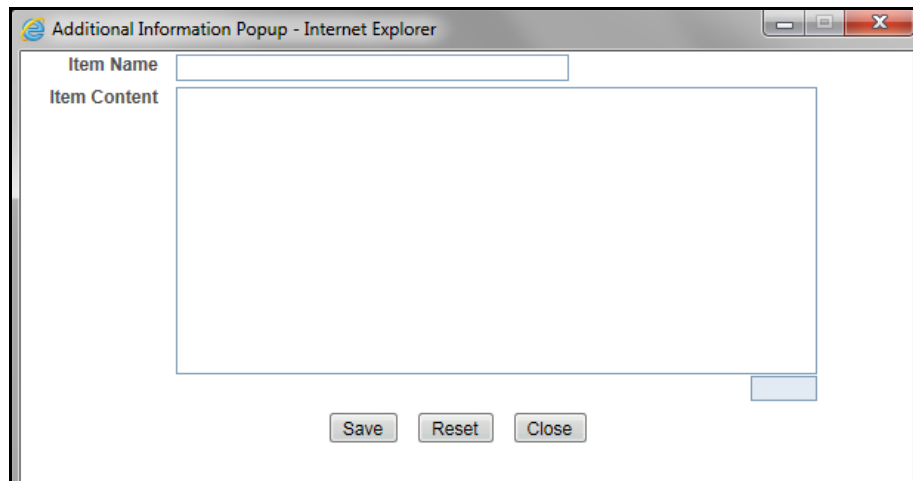 Additional Information Popup - Internet Explorer
Item Name
Item Content
Save Reset Close